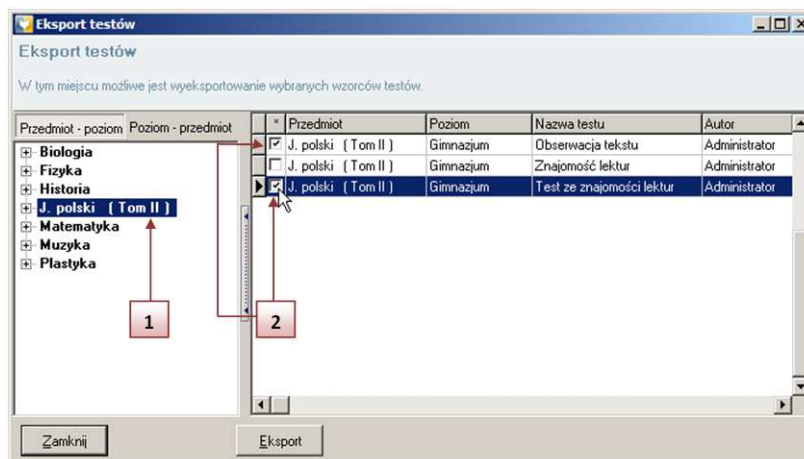 Eksport testów
Eksport testów
W tym miejscu możliwe jest wyeksportowanie wybranych wzorców testów.
Przedmiot - poziom Poziom - przedmiot
Biologia
Fizyka
Historia
J. polski ( Tom II )
Matematyka
Muzyka
Plastyka
* Przedmiot Poziom Nazwa testu Autor
J. polski ( Tom II ) Gimnazjum Obserwacja tekstu Administrator
J. polski ( Tom II ) Gimnazjum Znajomość lektur Administrator
J. polski ( Tom II ) Gimnazjum Test ze znajomości lektur Administrator
1
2
Zamknij
Eksport